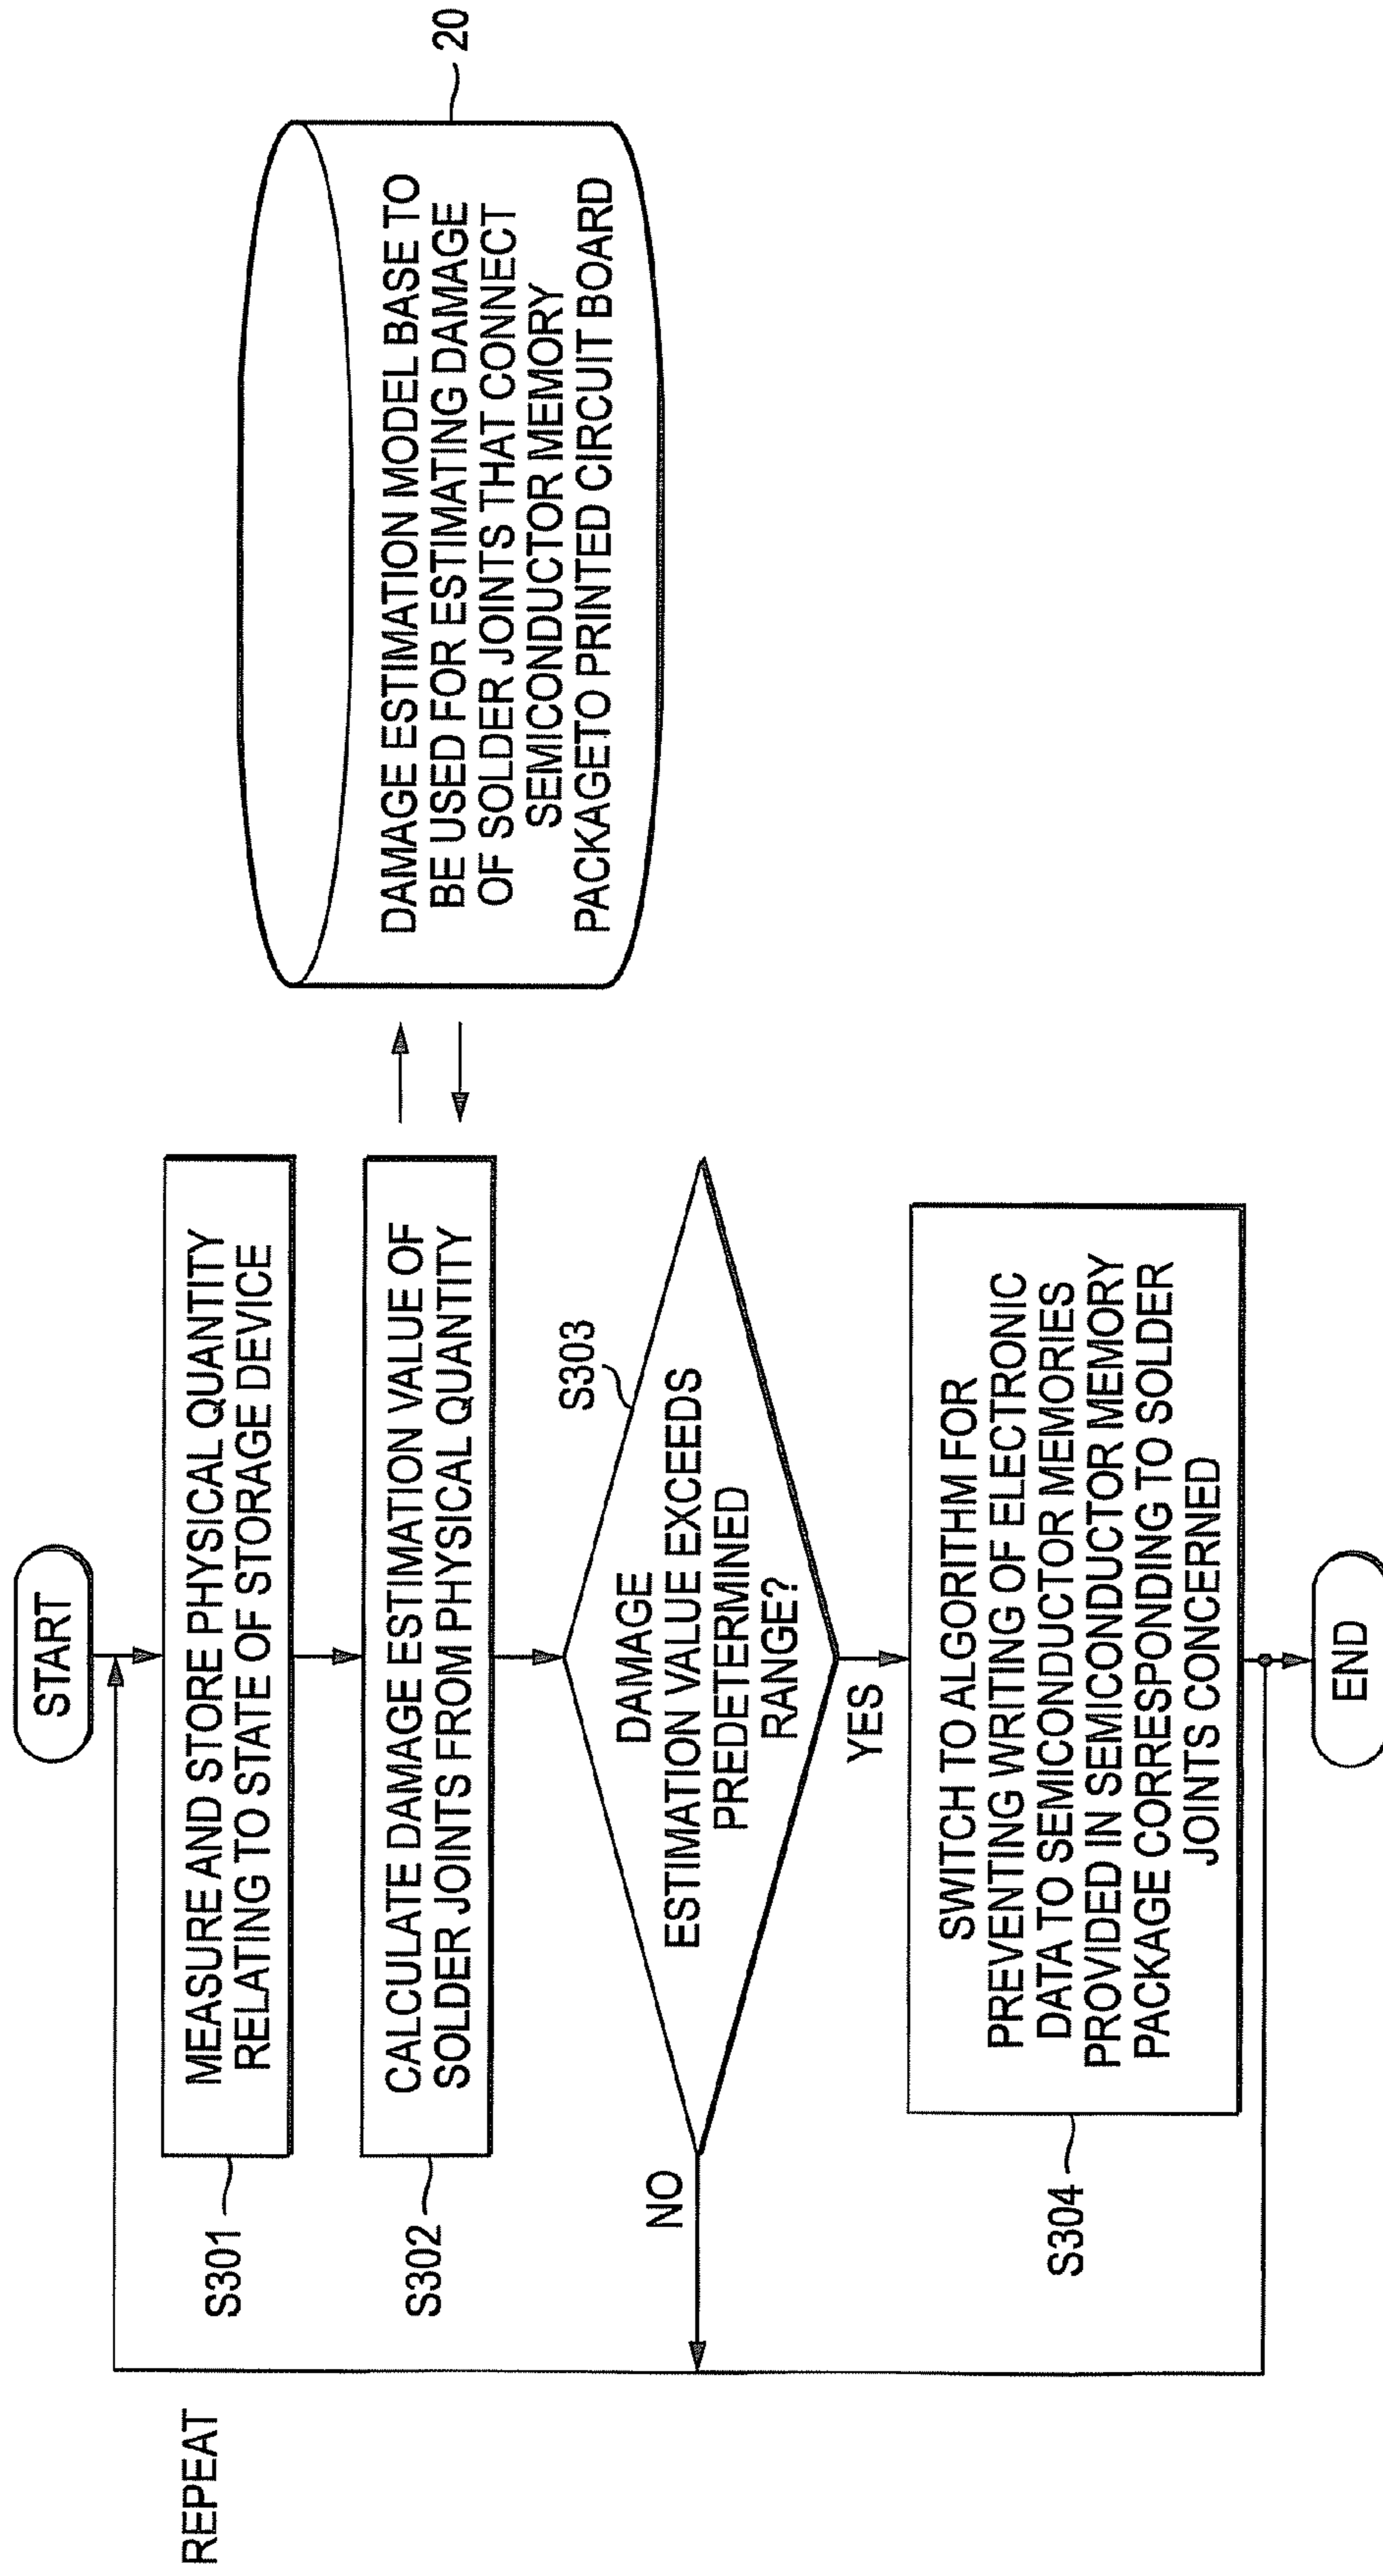 START
MEASURE AND STORE PHYSICAL QUANTITY
RELATING TO STATE OF STORAGE DEVICE
S301
REPEAT
CALCULATE DAMAGE ESTIMATION VALUE OF
SOLDER JOINTS FROM PHYSICAL QUANTITY
S302
DAMAGE ESTIMATION MODEL BASE TO
BE USED FOR ESTIMATING DAMAGE
OF SOLDER JOINTS THAT CONNECT
SEMICONDUCTOR MEMORY
PACKAGETO PRINTED CIRCUIT BOARD
20
S303
DAMAGE
ESTIMATION VALUE EXCEEDS
PREDETERMINED
RANGE?
NO
YES
SWITCH TO ALGORITHM FOR
PREVENTING WRITING OF ELECTRONIC
DATA TO SEMICONDUCTOR MEMORIES
PROVIDED IN SEMICONDUCTOR MEMORY
PACKAGE CORRESPONDING TO SOLDER
JOINTS CONCERNED
S304
END